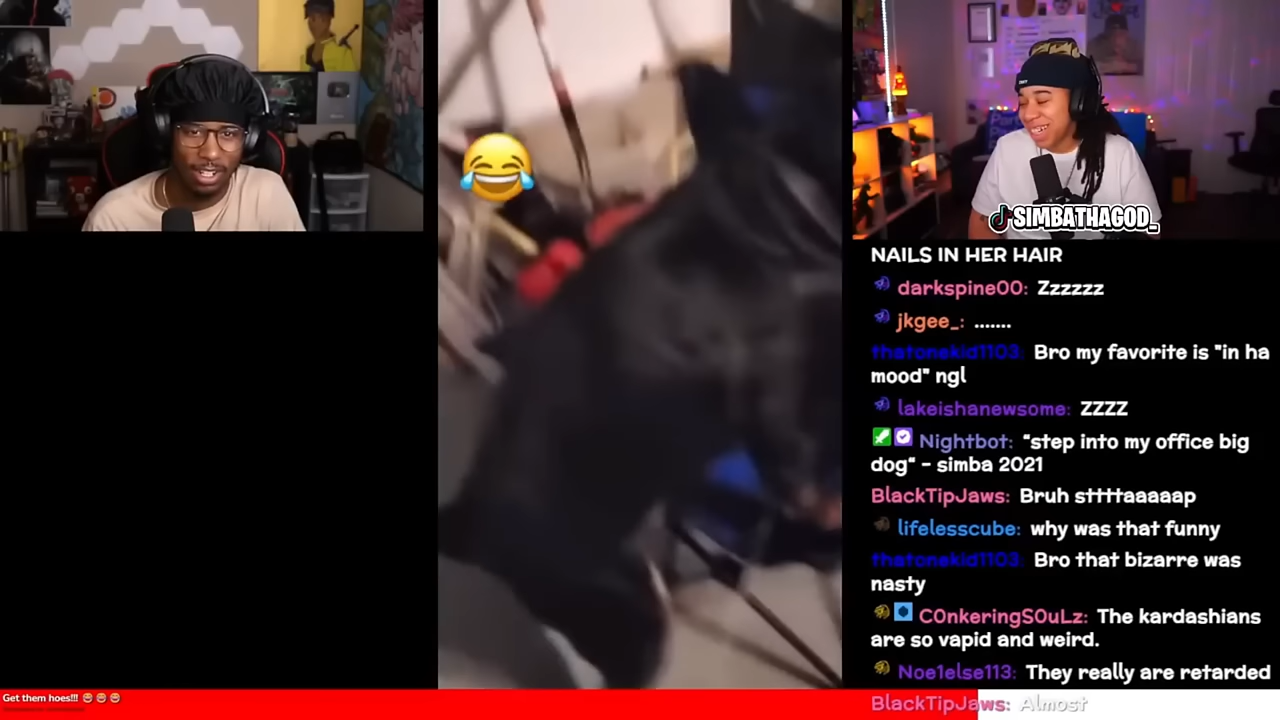 SIMBATHAGOD_
NAILS IN HER HAIR
darkspine00: Zzzzzz
jkgee_: .......
thatonekid1103: Bro my favorite is "in ha
mood" ngl
lakeishanewsome: ZZZZ
Nightbot: “step into my office big
dog“ - simba 2021
BlackTipJaws: Bruh sttttaaaaap
lifelesscube: why was that funny
thatonekid1103: Bro that bizarre was
nasty
C0nkeringS0uLz: The kardashians
are so vapid and weird.
Noe1else113: They really are retarded
BlackTipJaws: Almost
Get them hoes!!!